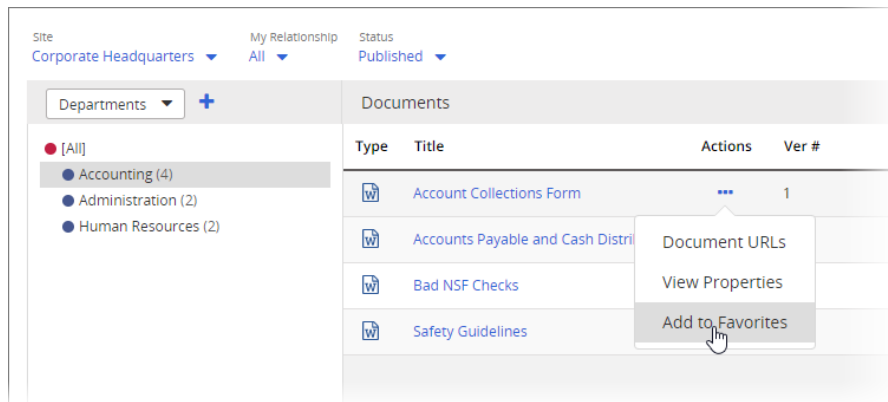 Site My Relationship Status
Corporate Headquarters All Published
Departments Documents
[All] Type Title Actions Ver #
Accounting (4)
Account Collections Form 1
Administration (2)
Human Resources (2)
Accounts Payable and Cash Distri
Document URLs
Bad NSF Checks
View Properties
Add to Favorites
Safety Guidelines